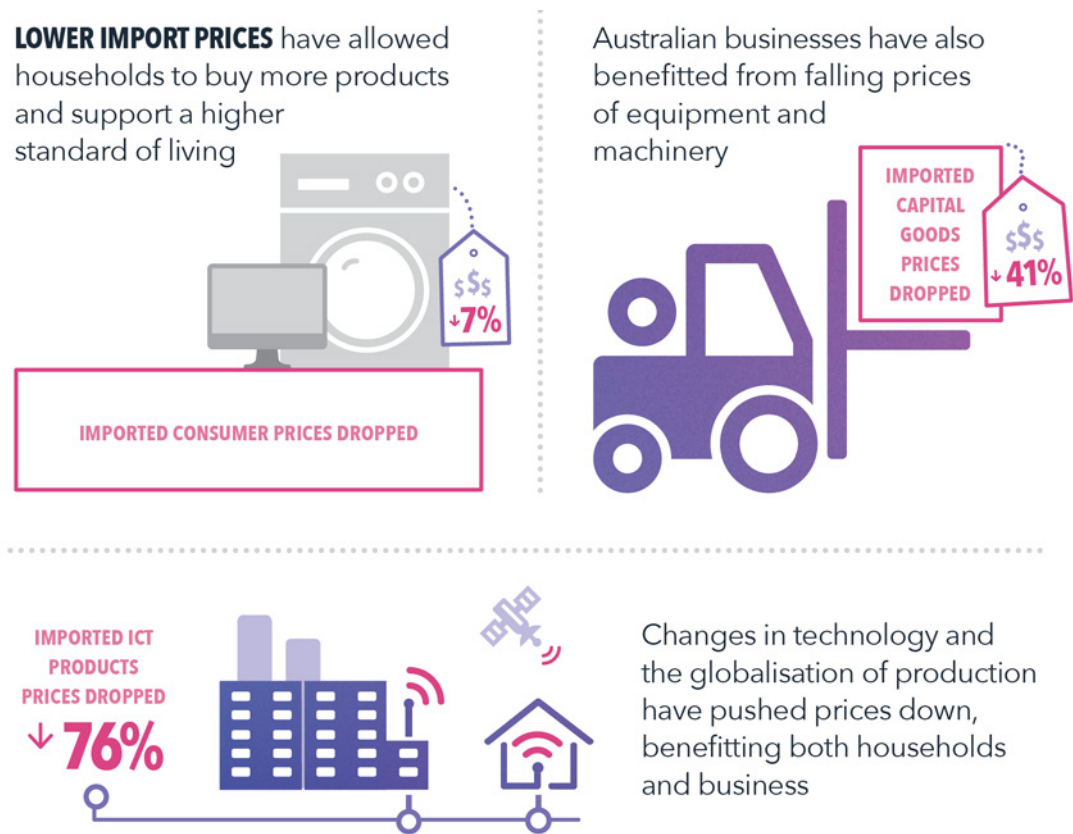 LOWER IMPORT PRICES have allowed
households to buy more products
and support a higher
standard of living
$$$
↓7%
IMPORTED CONSUMER PRICES DROPPED
Australian businesses have also
benefitted from falling prices
of equipment and
machinery
IMPORTED
CAPITAL
GOODS
PRICES
DROPPED
$$$
↓41%
IMPORTED ICT
PRODUCTS
PRICES DROPPED
↓76%
Changes in technology and
the globalisation of production
have pushed prices down,
benefitting both households
and business